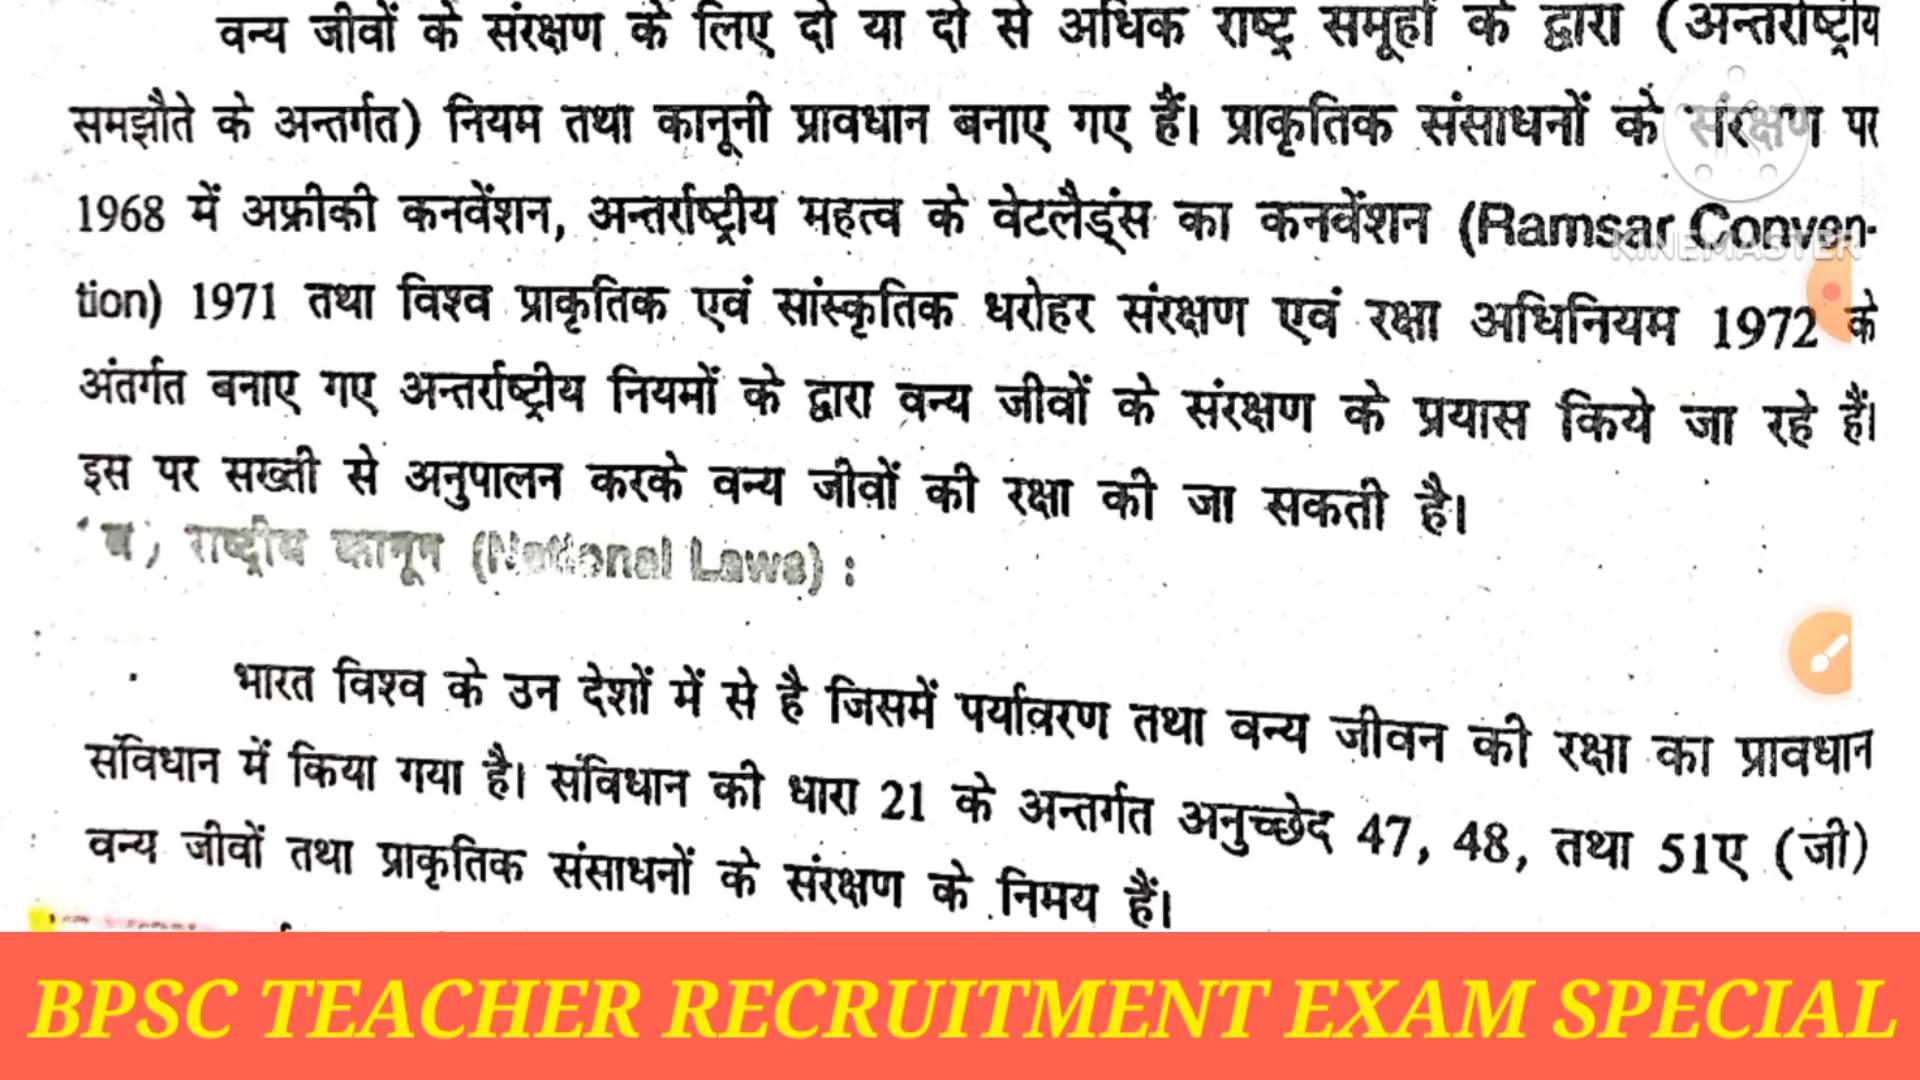 वन्य जीवों के संरक्षण के लिए दो या दो से अधिक राष्ट्र समूहों के द्वारा (अन्तर्राष्ट्रीय
समझौते के अन्तर्गत) नियम तथा कानूनी प्रावधान बनाए गए हैं। प्राकृतिक संसाधनों के संरक्षण पर
1968 में अफ्रीकी कनवेंशन, अन्तर्राष्ट्रीय महत्व के वेटलैड्ंस का कनवेंशन (Ramsar Conven-
KINEMASTER
tion) 1971 तथा विश्व प्राकृतिक एवं सांस्कृतिक धरोहर संरक्षण एवं रक्षा अधिनियम 1972 के
अंतर्गत बनाए गए अन्तर्राष्ट्रीय नियमों के द्वारा वन्य जीवों के संरक्षण के प्रयास किये जा रहे हैं।
इस पर सख्ती से अनुपालन करके वन्य जीवों की रक्षा की जा सकती है।
ब) राष्ट्रीय कानून (National Laws) :
भारत विश्व के उन देशों में से है जिसमें पर्यावरण तथा वन्य जीवन की रक्षा का प्रावधान
संविधान में किया गया है। संविधान की धारा 21 के अन्तर्गत अनुच्छेद 47, 48, तथा 51ए (जी)
वन्य जीवों तथा प्राकृतिक संसाधनों के संरक्षण के निमय हैं।
BPSC TEACHER RECRUITMENT EXAM SPECIAL